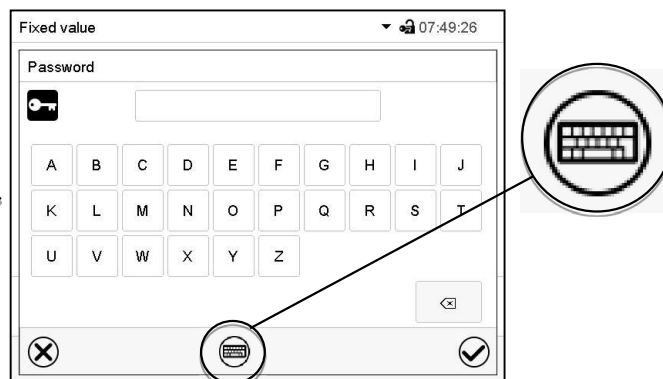 Fixed value 07:49:26
Password
A B C D E F G H I J
K L M N O P Q R S T
U V W X Y Z